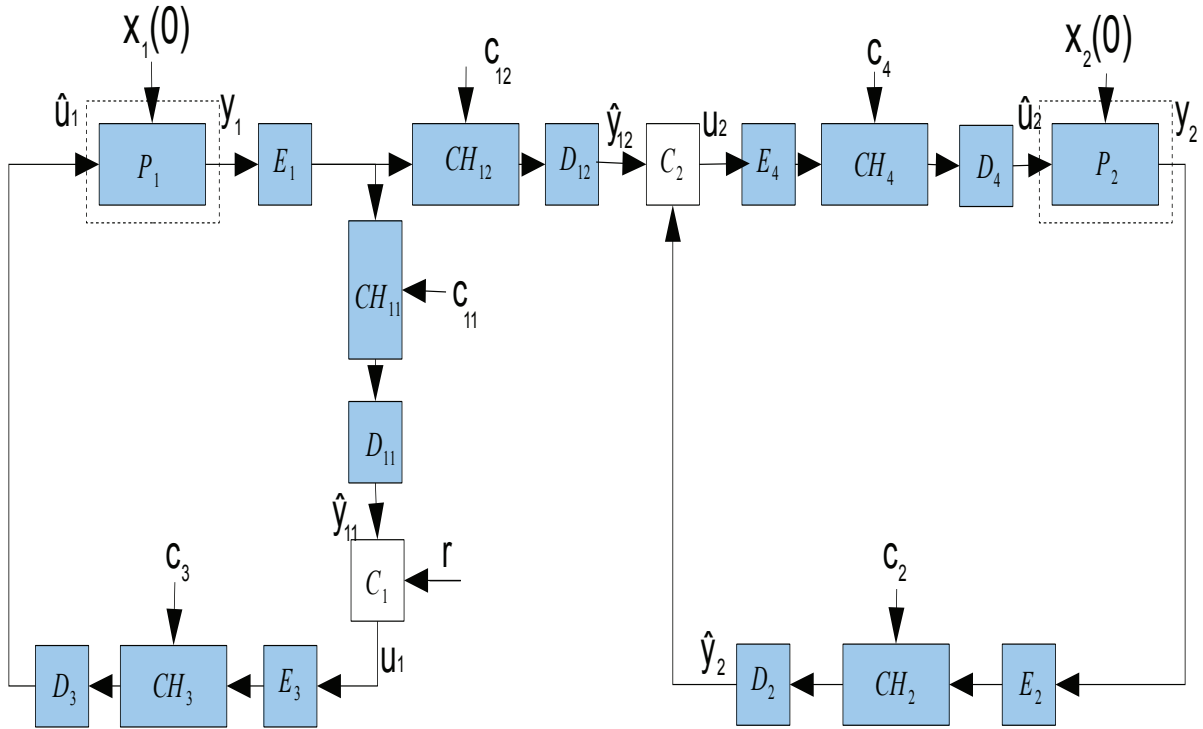 x₁(0)
c₁₂
c₄
x₂(0)
û₁
y₁
ŷ₁₂
u₂
û₂
y₂
P₁
E₁
CH₁₂
D₁₂
C₂
E₄
CH₄
D₄
P₂
CH₁₁
c₁₁
D₁₁
ŷ₁₁
C₁
r
c₃
c₂
u₁
ŷ₂
D₃
CH₃
E₃
D₂
CH₂
E₂